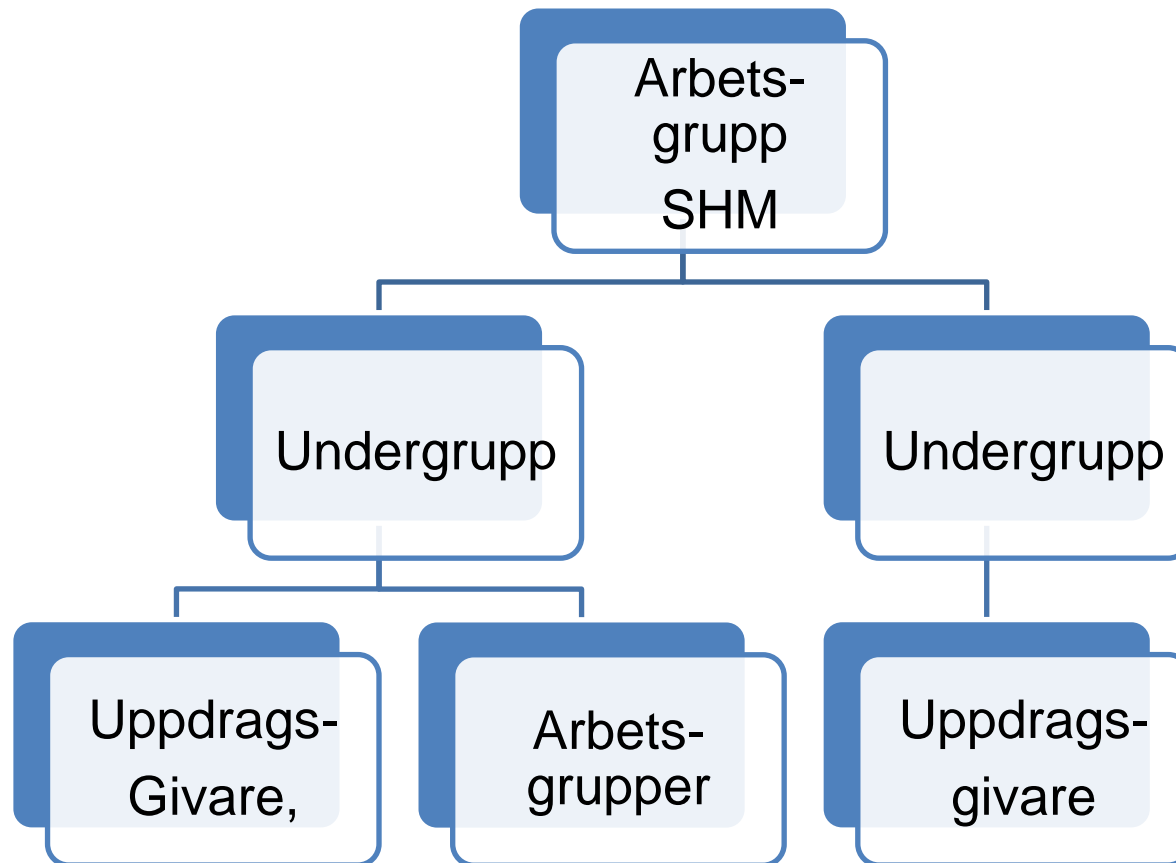 Arbets-
grupp
SHM
Undergrupp
Undergrupp
Uppdrags-
Givare,
Arbets-
grupper
Uppdrags-
givare